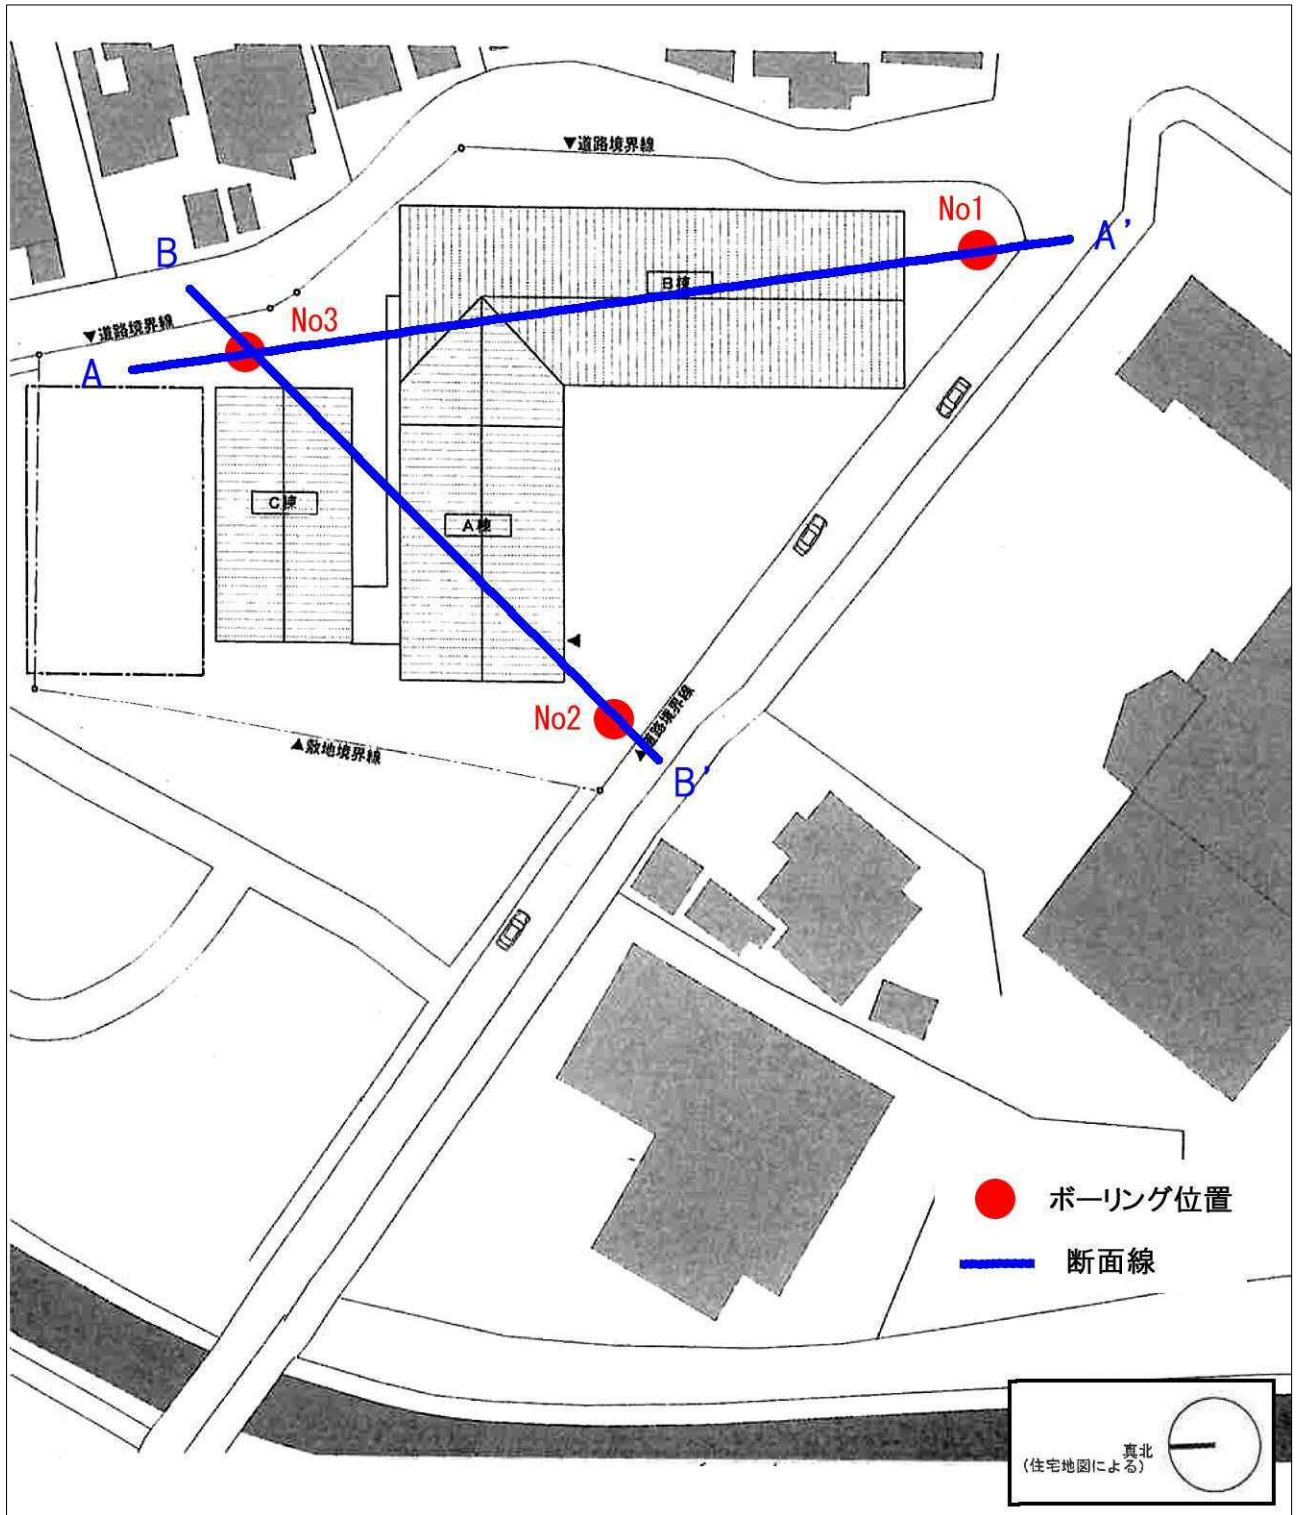 ▼道路境界線
No1
A'
B
B棟
No3
▼道路境界線
A
C棟
A棟
No2
▲道路境界線
B'
▲敷地境界線
ボーリング位置
断面線
真北
(住宅地図による)